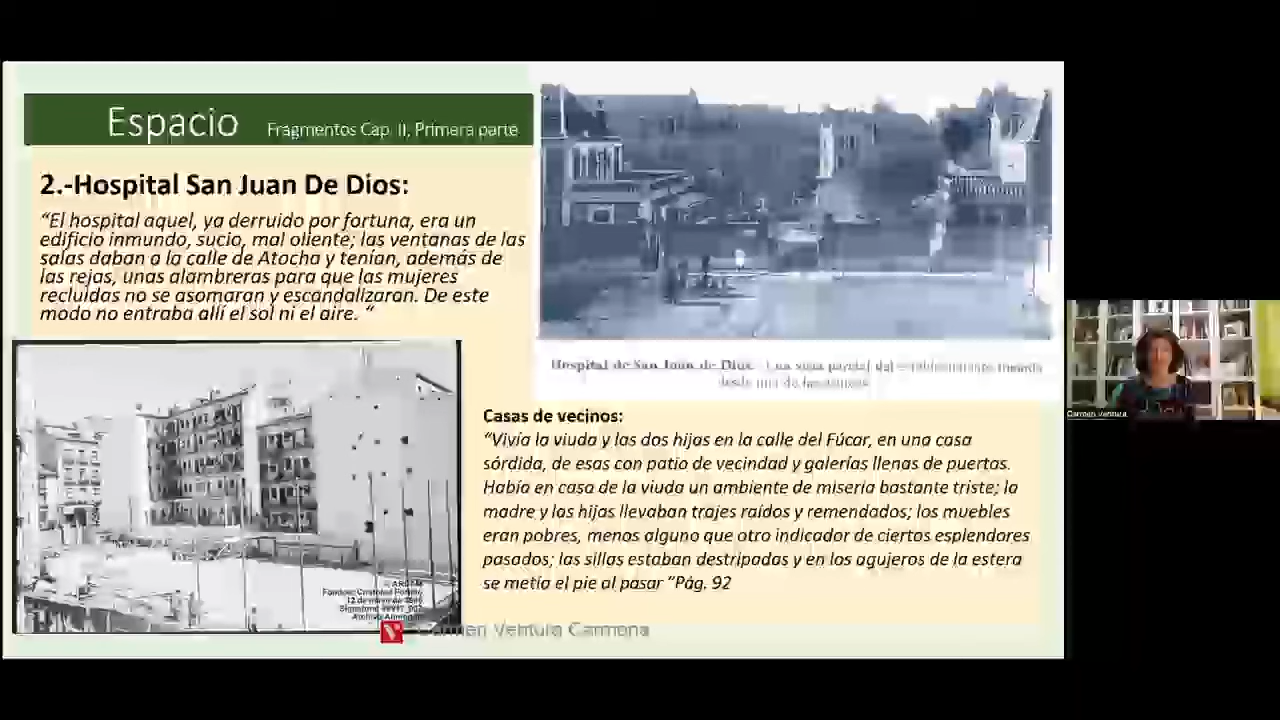 Espacio Fragmentos Cap. II, Primera parte
2.-Hospital San Juan De Dios:
“El hospital aquel, ya derruido por fortuna, era un
edificio inmundo, sucio, mal oliente; las ventanas de las
salas daban a la calle de Atocha y tenían, además de
las rejas, unas alambreras para que las mujeres
recluidas no se asomaran y escandalizaran. De este
modo no entraba allí el sol ni el aire. “
Hospital de San Juan de Dios
Casas de vecinos:
“Vivía la viuda y las dos hijas en la calle del Fúcar, en una casa
sórdida, de esas con patio de vecindad y galerías llenas de puertas.
Había en casa de la viuda un ambiente de miseria bastante triste; la
madre y las hijas llevaban trajes raídos y remendados; los muebles
eran pobres, menos alguno que otro indicador de ciertos esplendores
pasados; las sillas estaban destripadas y en los agujeros de la estera
se metía el pie al pasar “Pág. 92
Carmen Ventura Carmona
Carmen Ventura